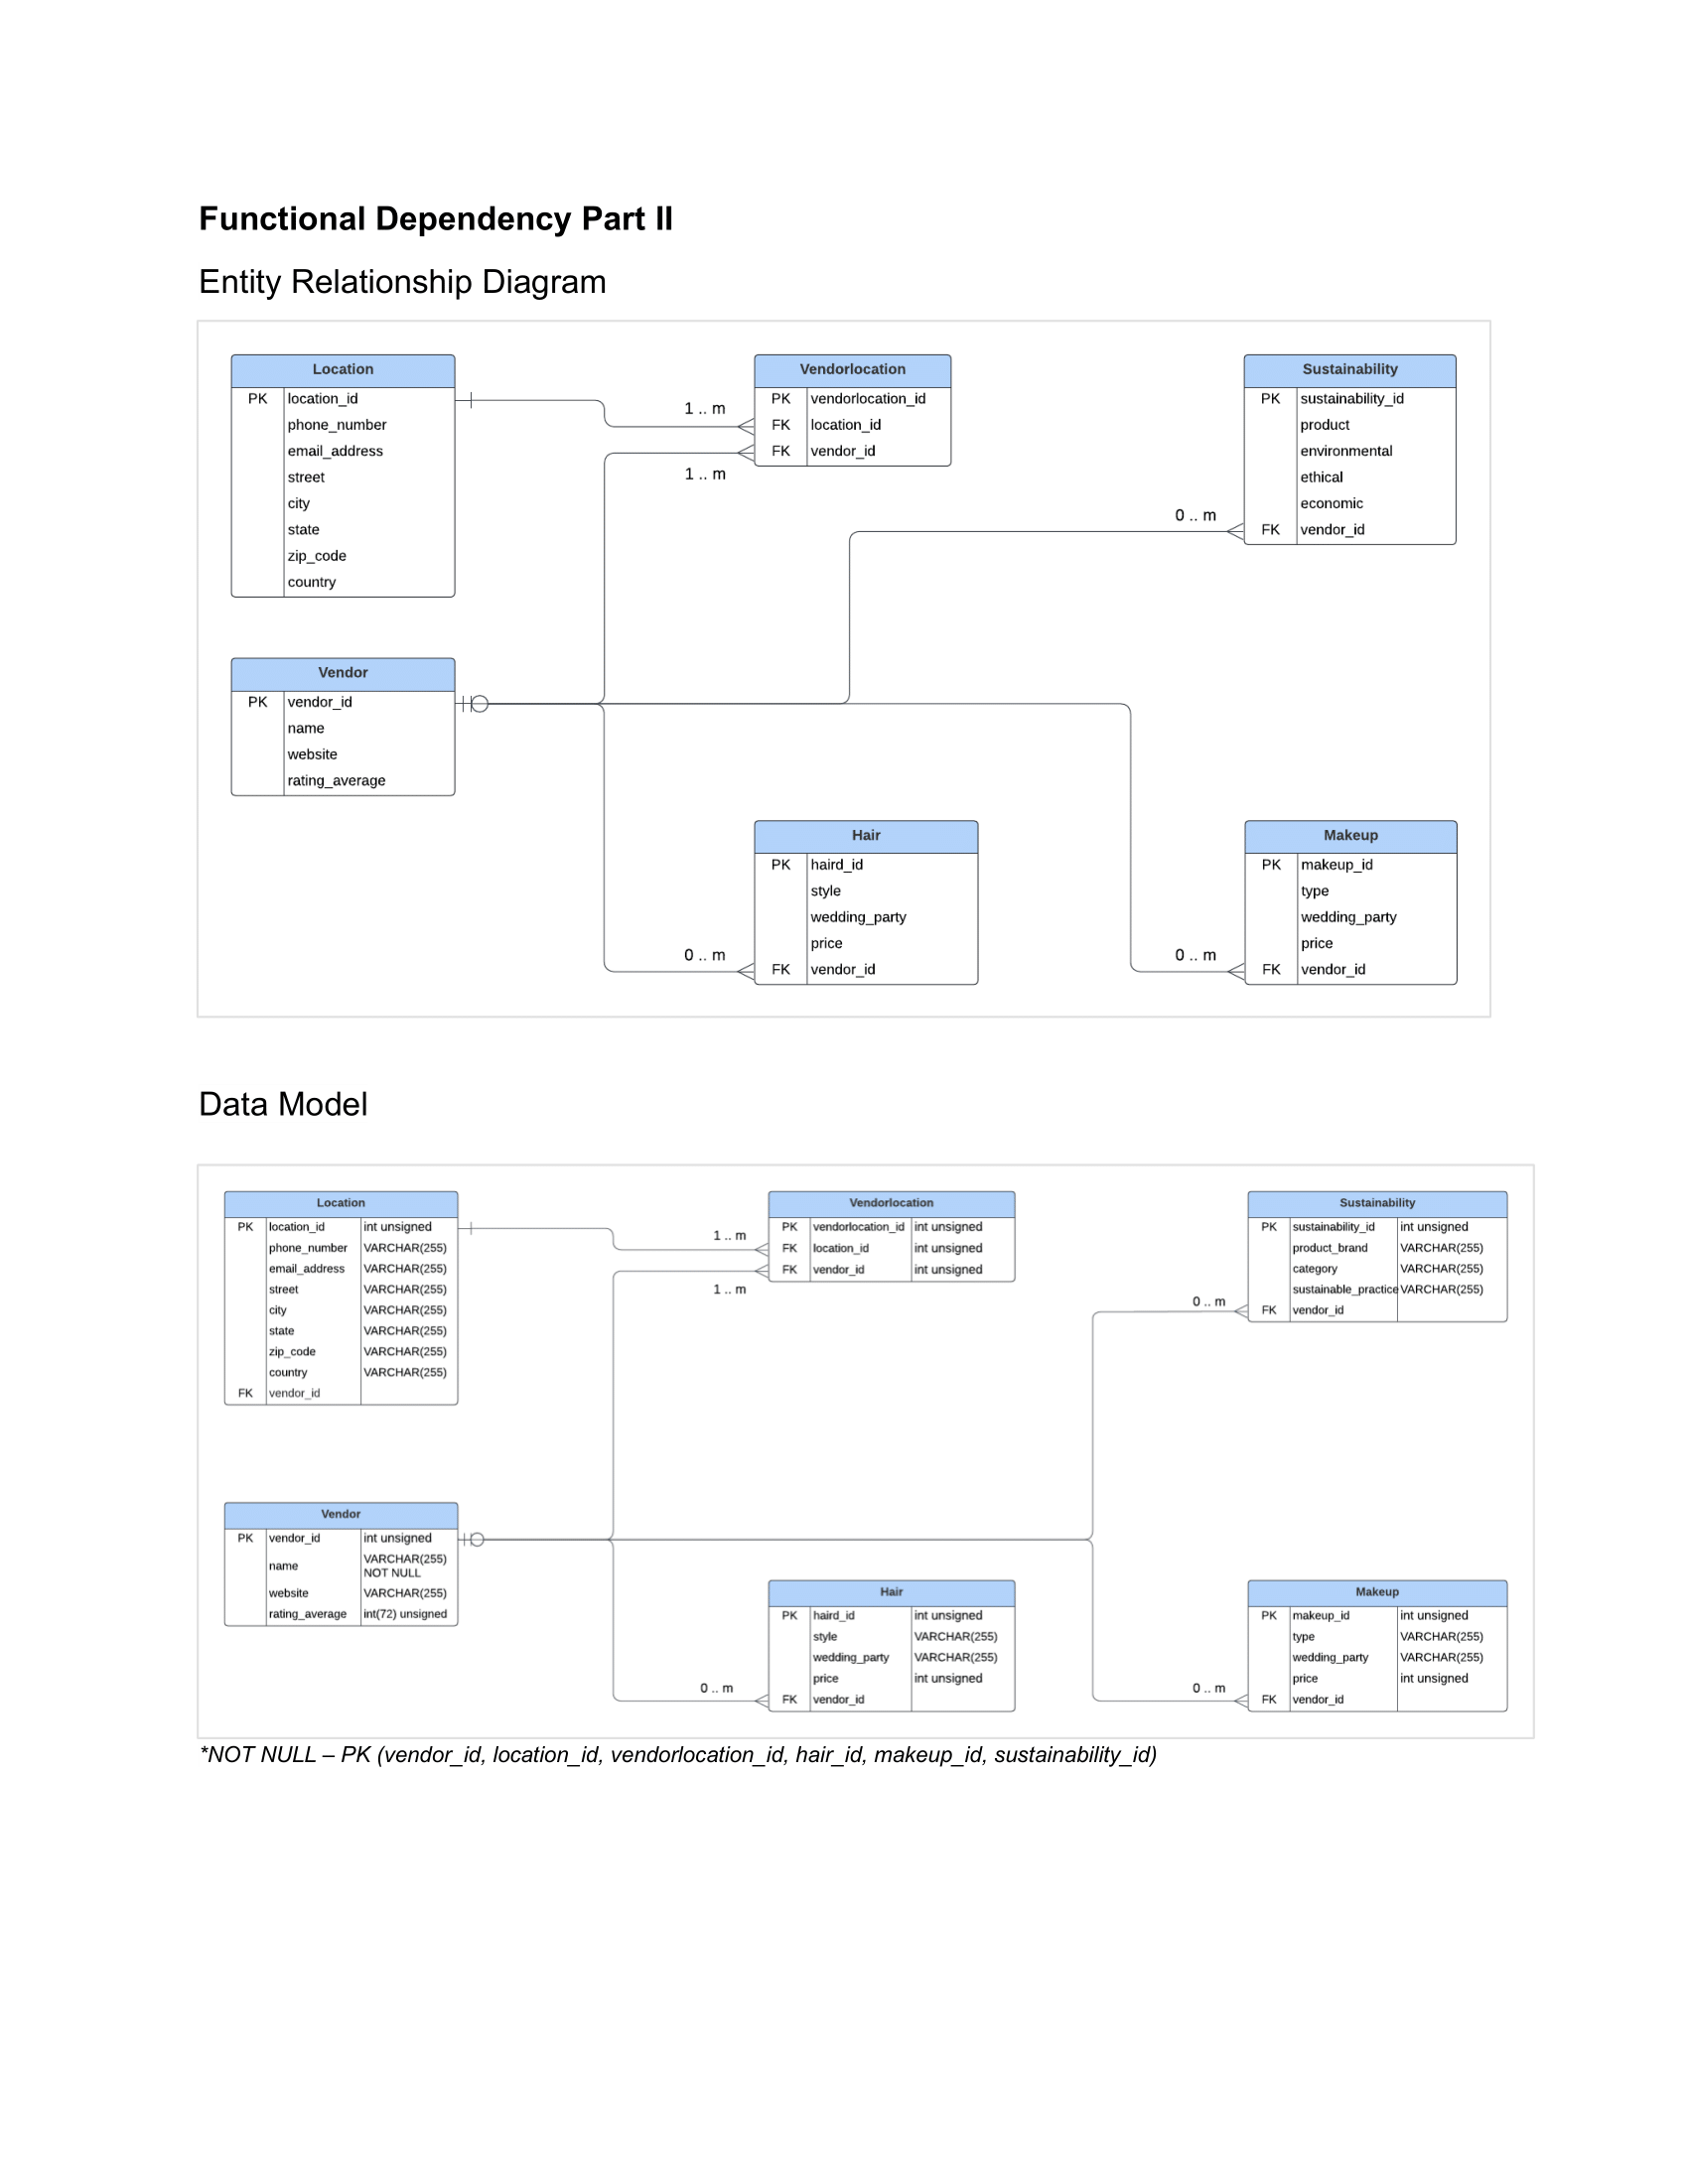 Functional Dependency Part II
Entity Relationship Diagram
Location
PK location_id
phone_number
email_address
street
city
state
zip_code
country
1 .. m
1 .. m
Vendorlocation
PK vendorlocation_id
FK location_id
FK vendor_id
Sustainability
PK sustainability_id
product
environmental
ethical
economic
FK vendor_id
0 .. m
Vendor
PK vendor_id
name
website
rating_average
Hair
PK haird_id
style
wedding_party
price
FK vendor_id
0 .. m
Makeup
PK makeup_id
type
wedding_party
price
FK vendor_id
0 .. m
Data Model
Location
PK location_id int unsigned
phone_number VARCHAR(255)
email_address VARCHAR(255)
street VARCHAR(255)
city VARCHAR(255)
state VARCHAR(255)
zip_code VARCHAR(255)
country VARCHAR(255)
FK vendor_id
1 .. m
1 .. m
Vendorlocation
PK vendorlocation_id int unsigned
FK location_id int unsigned
FK vendor_id int unsigned
Sustainability
PK sustainability_id int unsigned
product_brand VARCHAR(255)
category VARCHAR(255)
sustainable_practice VARCHAR(255)
FK vendor_id
0 .. m
Vendor
PK vendor_id int unsigned
name VARCHAR(255)
NOT NULL
website VARCHAR(255)
rating_average int(72) unsigned
Hair
PK haird_id int unsigned
style VARCHAR(255)
wedding_party VARCHAR(255)
price int unsigned
FK vendor_id
0 .. m
Makeup
PK makeup_id int unsigned
type VARCHAR(255)
wedding_party VARCHAR(255)
price int unsigned
FK vendor_id
0 .. m
*NOT NULL – PK (vendor_id, location_id, vendorlocation_id, hair_id, makeup_id, sustainability_id)